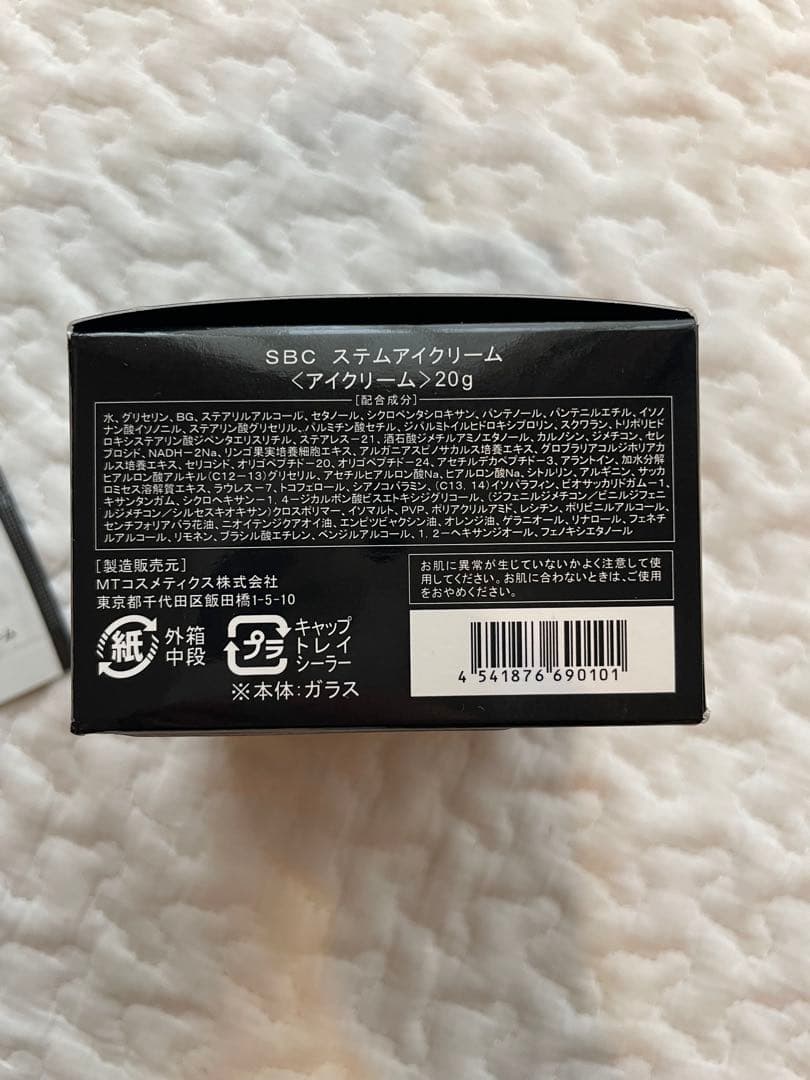 SBC ステムアイクリーム
〈アイクリーム〉20g
[配合成分]
水、グリセリン、BG、ステアリルアルコール、セタノール、シクロペンタシロキサン、パンテノール、パンテニルエチル、イソノ
ナン酸イソノニル、ステアリン酸グリセリル、パルミチン酸セチル、ジパルミトイルヒドロキシプロリン、スクワラン、トリポリヒド
ロキシステアリン酸ジペンタエリスリチル、ステアレス-21、酒石酸ジメチルアミノエタノール、カルノシン、ジメチコン、セレ
ブロシド、NADH-2Na、リンゴ果実培養細胞エキス、アルガニアスピノサカルス培養エキス、グロブラリアコルジホリアカ
ルス培養エキス、セリコシド、オリゴペプチド-20、オリゴペプチド-24、アセチルデカペプチド-3、アラントイン、加水分解
ヒアルロン酸アルキル(C12-13)グリセリル、アセチルヒアルロン酸Na、ヒアルロン酸Na、シトルリン、アルギニン、サッカ
ロミセス溶解質エキス、ラウレス-7、トコフェロール、シアノコバラミン、(C13,14)イソパラフィン、ビオサッカリドガム-1、
キサンタンガム、シクロヘキサン-1,4-ジカルボン酸ビスエトキシジグリコール、(ジフェニルジメチコン/ビニルジフェニ
ルジメチコン/シルセスキオキサン)クロスポリマー、イソマルト、PVP、ポリアクリルアミド、レシチン、ポリビニルアルコール、
センチフォリアバラ花油、ニオイテンジクアオイ油、エンピツビャクシン油、オレンジ油、ゲラニオール、リナロール、フェネチ
ルアルコール、リモネン、ブラシル酸エチレン、ベンジルアルコール、1,2-ヘキサンジオール、フェノキシエタノール
[製造販売元]
MTコスメティクス株式会社
東京都千代田区飯田橋1-5-10
お肌に異常が生じていないかよく注意して使
用してください。お肌に合わないときは、ご使用
をおやめください。
紙
外箱
中段
プラ
キャップ
トレイ
シーラー
※本体:ガラス
4 541876 690101